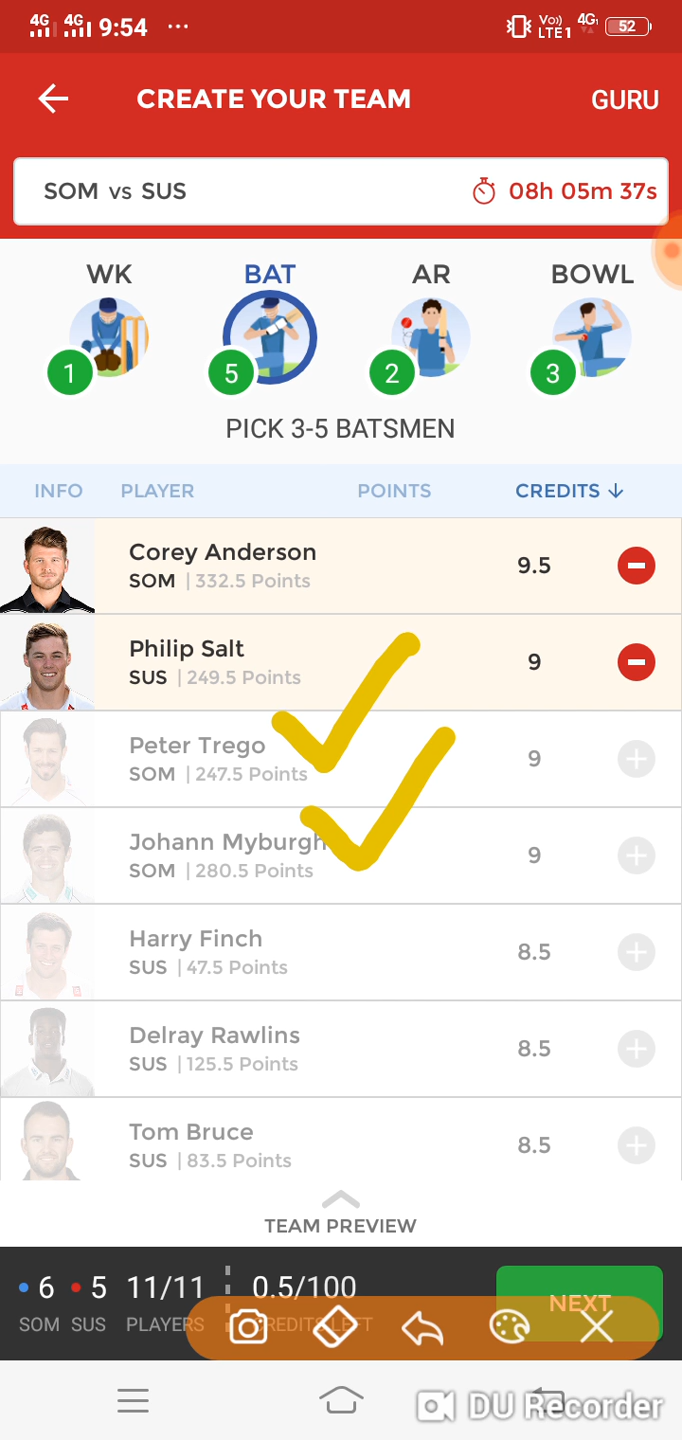 4G 4G 9:54 ... Vo)) LTE1 4G 52
CREATE YOUR TEAM GURU
SOM vs SUS 08h 05m 37s
WK BAT AR BOWL
1 5 2 3
PICK 3-5 BATSMEN
INFO PLAYER POINTS CREDITS ↓
Corey Anderson
SOM | 332.5 Points 9.5
Philip Salt
SUS | 249.5 Points 9
Peter Trego
SOM | 247.5 Points 9
Johann Myburgh
SOM | 280.5 Points 9
Harry Finch
SUS | 47.5 Points 8.5
Delray Rawlins
SUS | 125.5 Points 8.5
Tom Bruce
SUS | 83.5 Points 8.5
TEAM PREVIEW
6 5 11/11 0.5/100 NEXT
SOM SUS PLAYERS CREDITS LEFT
DU Recorder